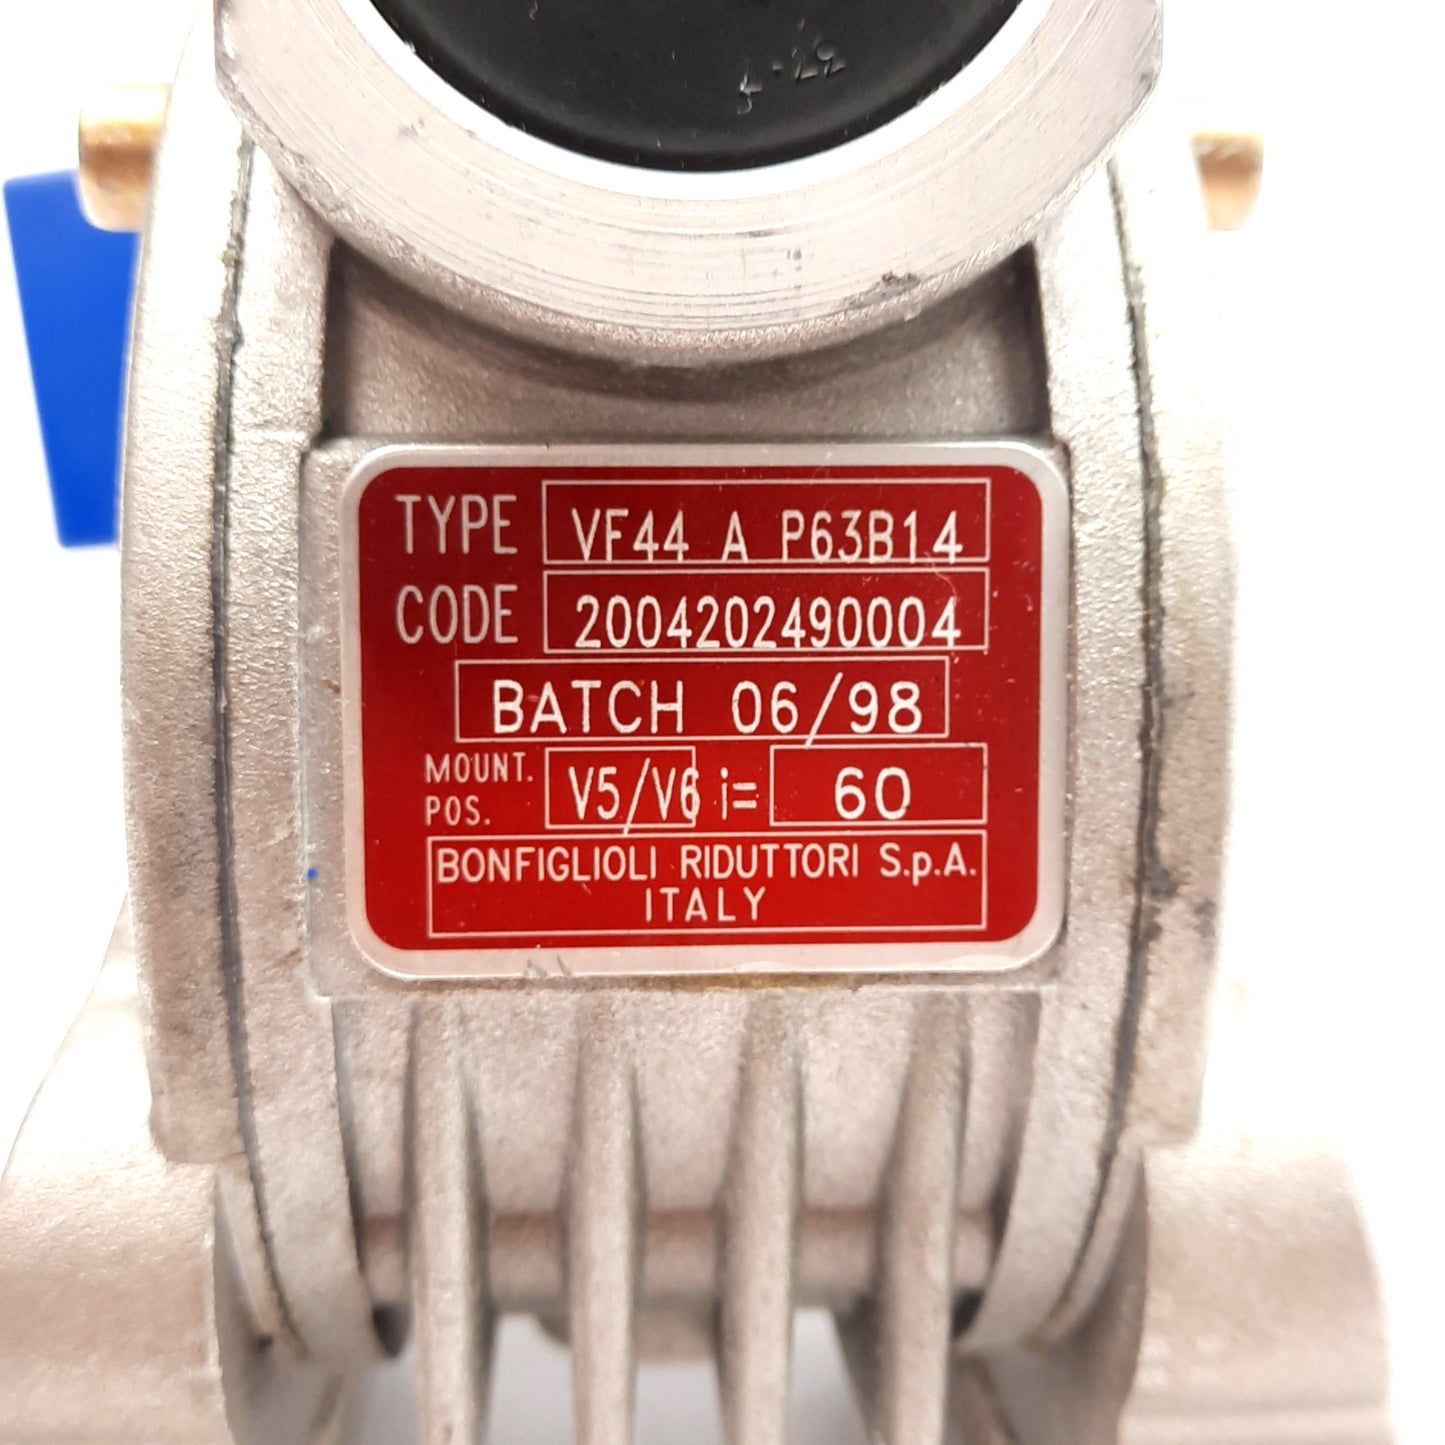 TYPE VF44 A P63B14
CODE 2004202490004
BATCH 06/98
MOUNT. POS. V5/V6 i= 60
BONFIGLIOLI RIDUTTORI S.p.A.
ITALY